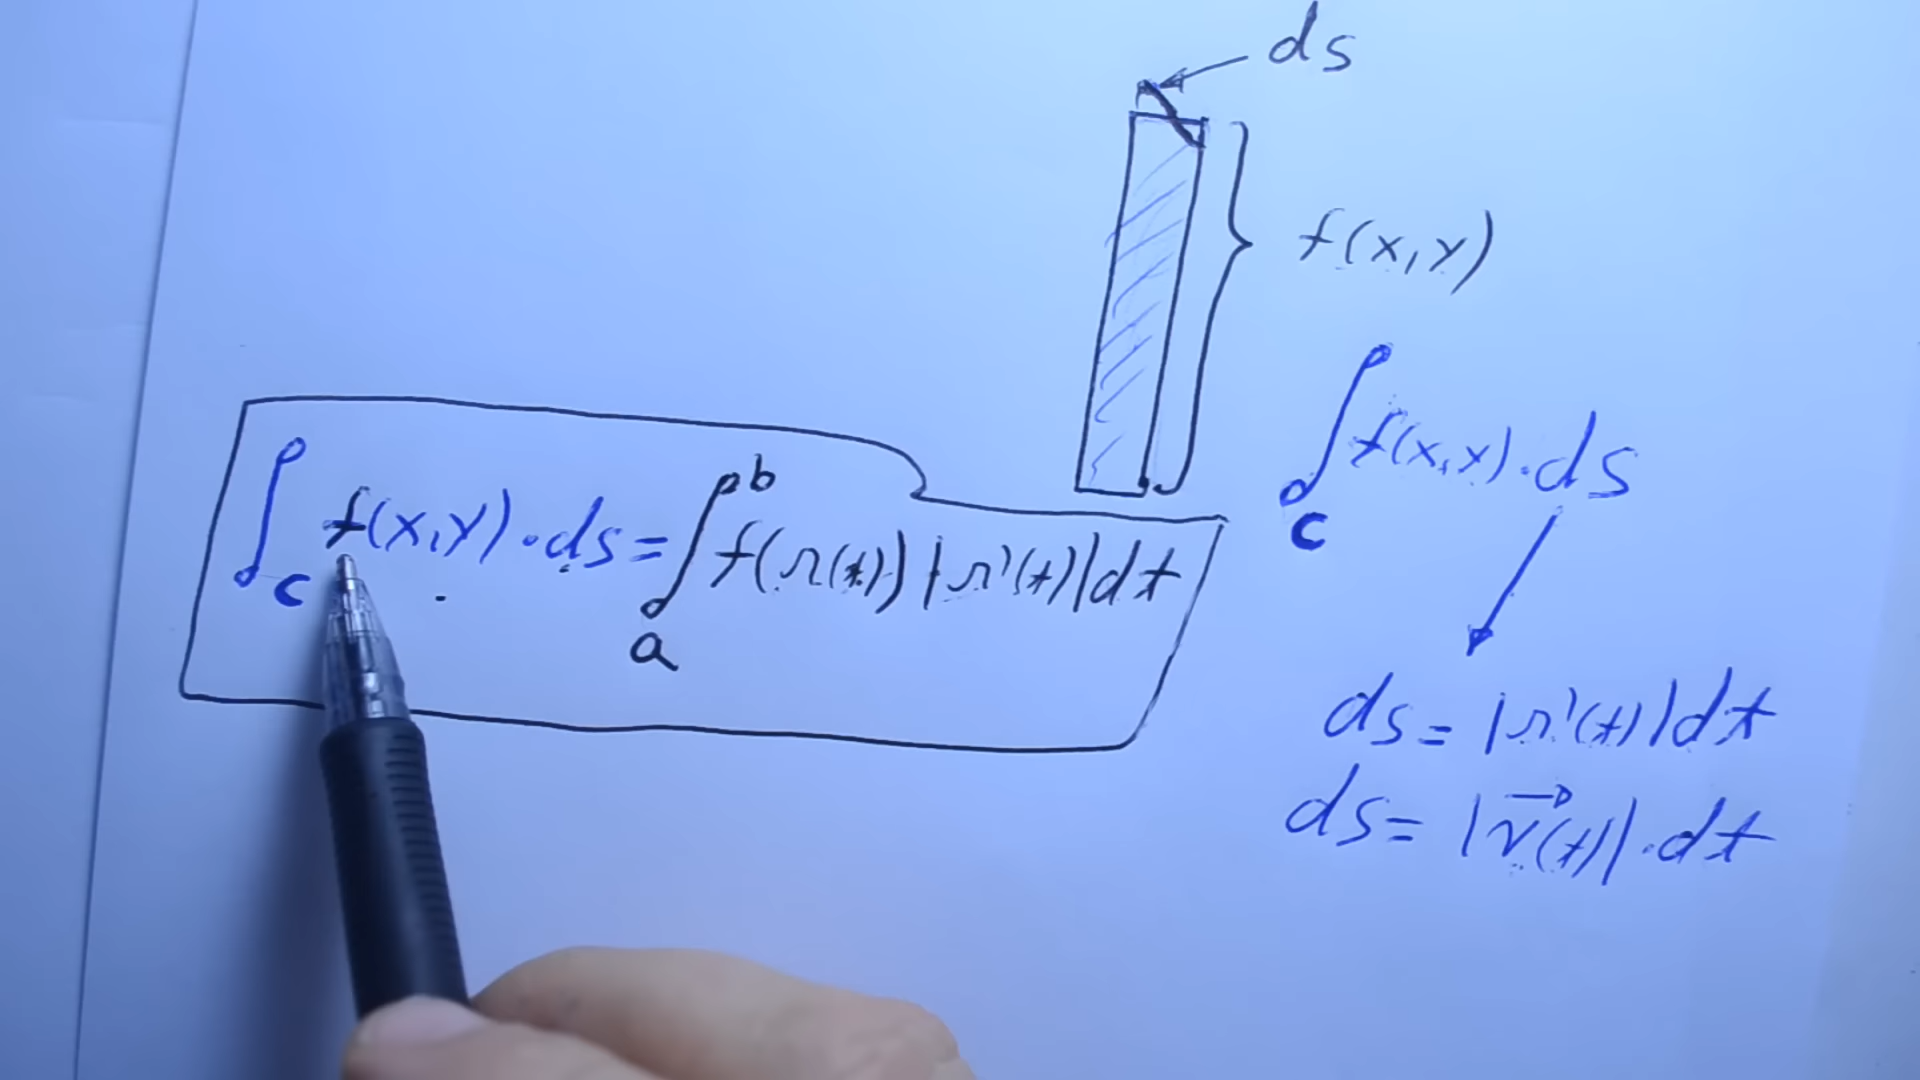 ds
f(x,y)
∫_C f(x,y)·ds
∫_C f(x,y)·ds = ∫_a^b f(r(t)) |r'(t)|dt
ds = |r'(t)|dt
ds = |v⃗(t)|·dt